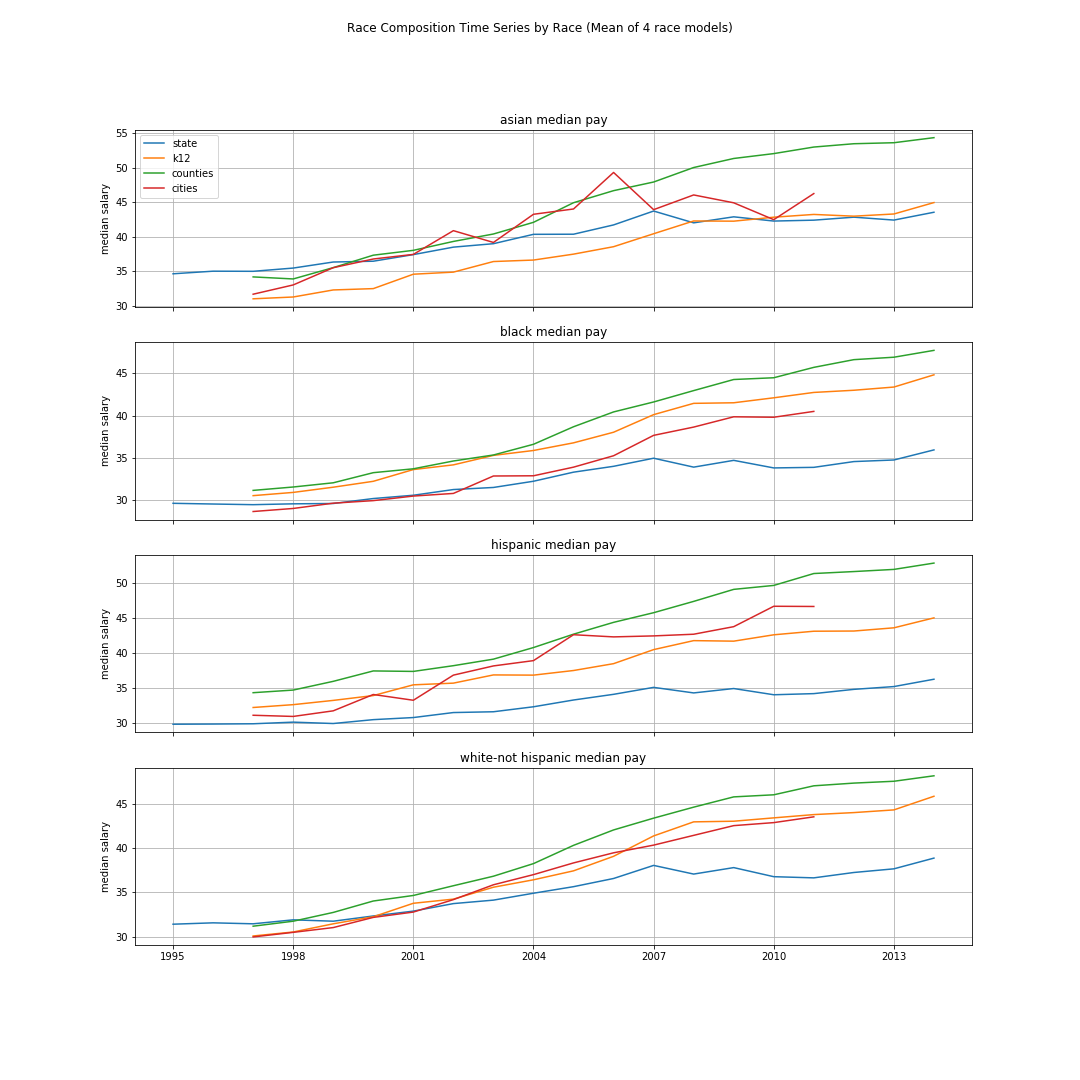 Race Composition Time Series by Race (Mean of 4 race models)
asian median pay
state
k12
counties
cities
median salary
55
50
45
40
35
30
black median pay
median salary
45
40
35
30
hispanic median pay
median salary
50
45
40
35
30
white-not hispanic median pay
median salary
45
40
35
30
1995 1998 2001 2004 2007 2010 2013